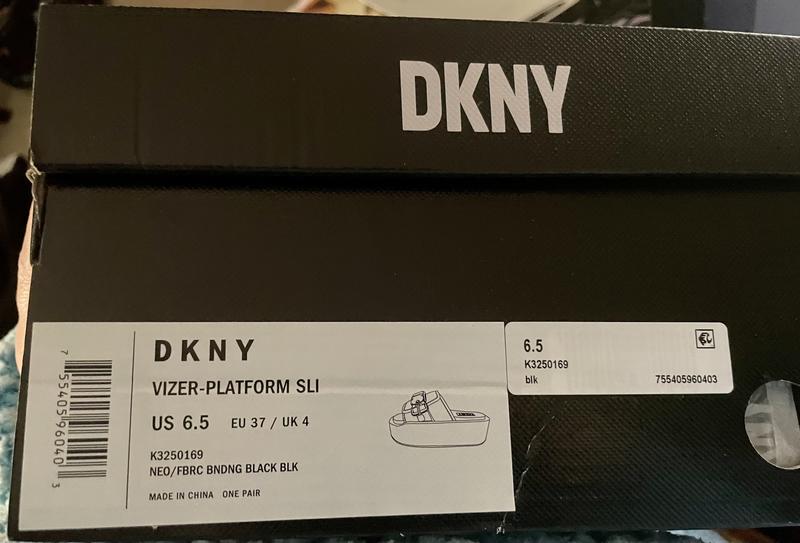 DKNY
DKNY
VIZER-PLATFORM SLI
US 6.5 EU 37 / UK 4
K3250169
NEO/FBRC BNDNG BLACK BLK
MADE IN CHINA ONE PAIR
7 55405 96040 3
6.5
K3250169
blk 755405960403